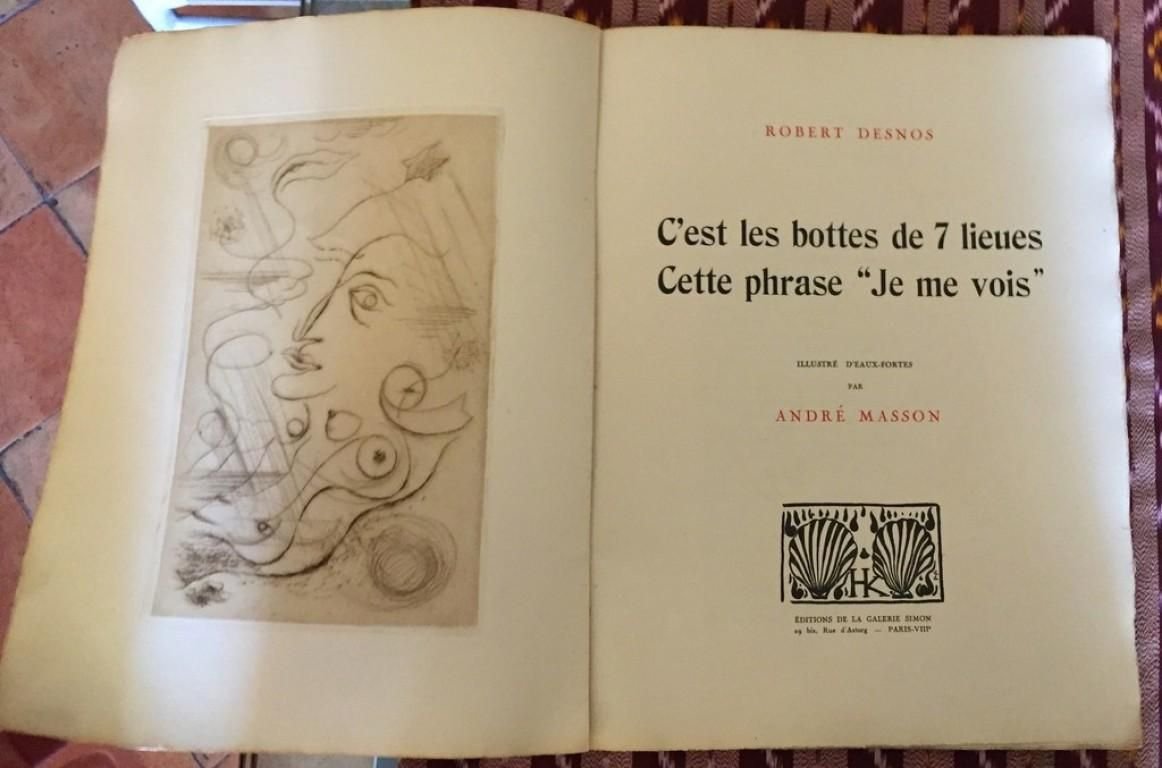 ROBERT DESNOS
C'est les bottes de 7 lieues
Cette phrase “Je me vois”
ILLUSTRÉ D'EAUX-FORTES
PAR
ANDRÉ MASSON
HK
ÉDITIONS DE LA GALERIE SIMON
29 bis, Rue d'Astorg — PARIS-VIIIᵉ